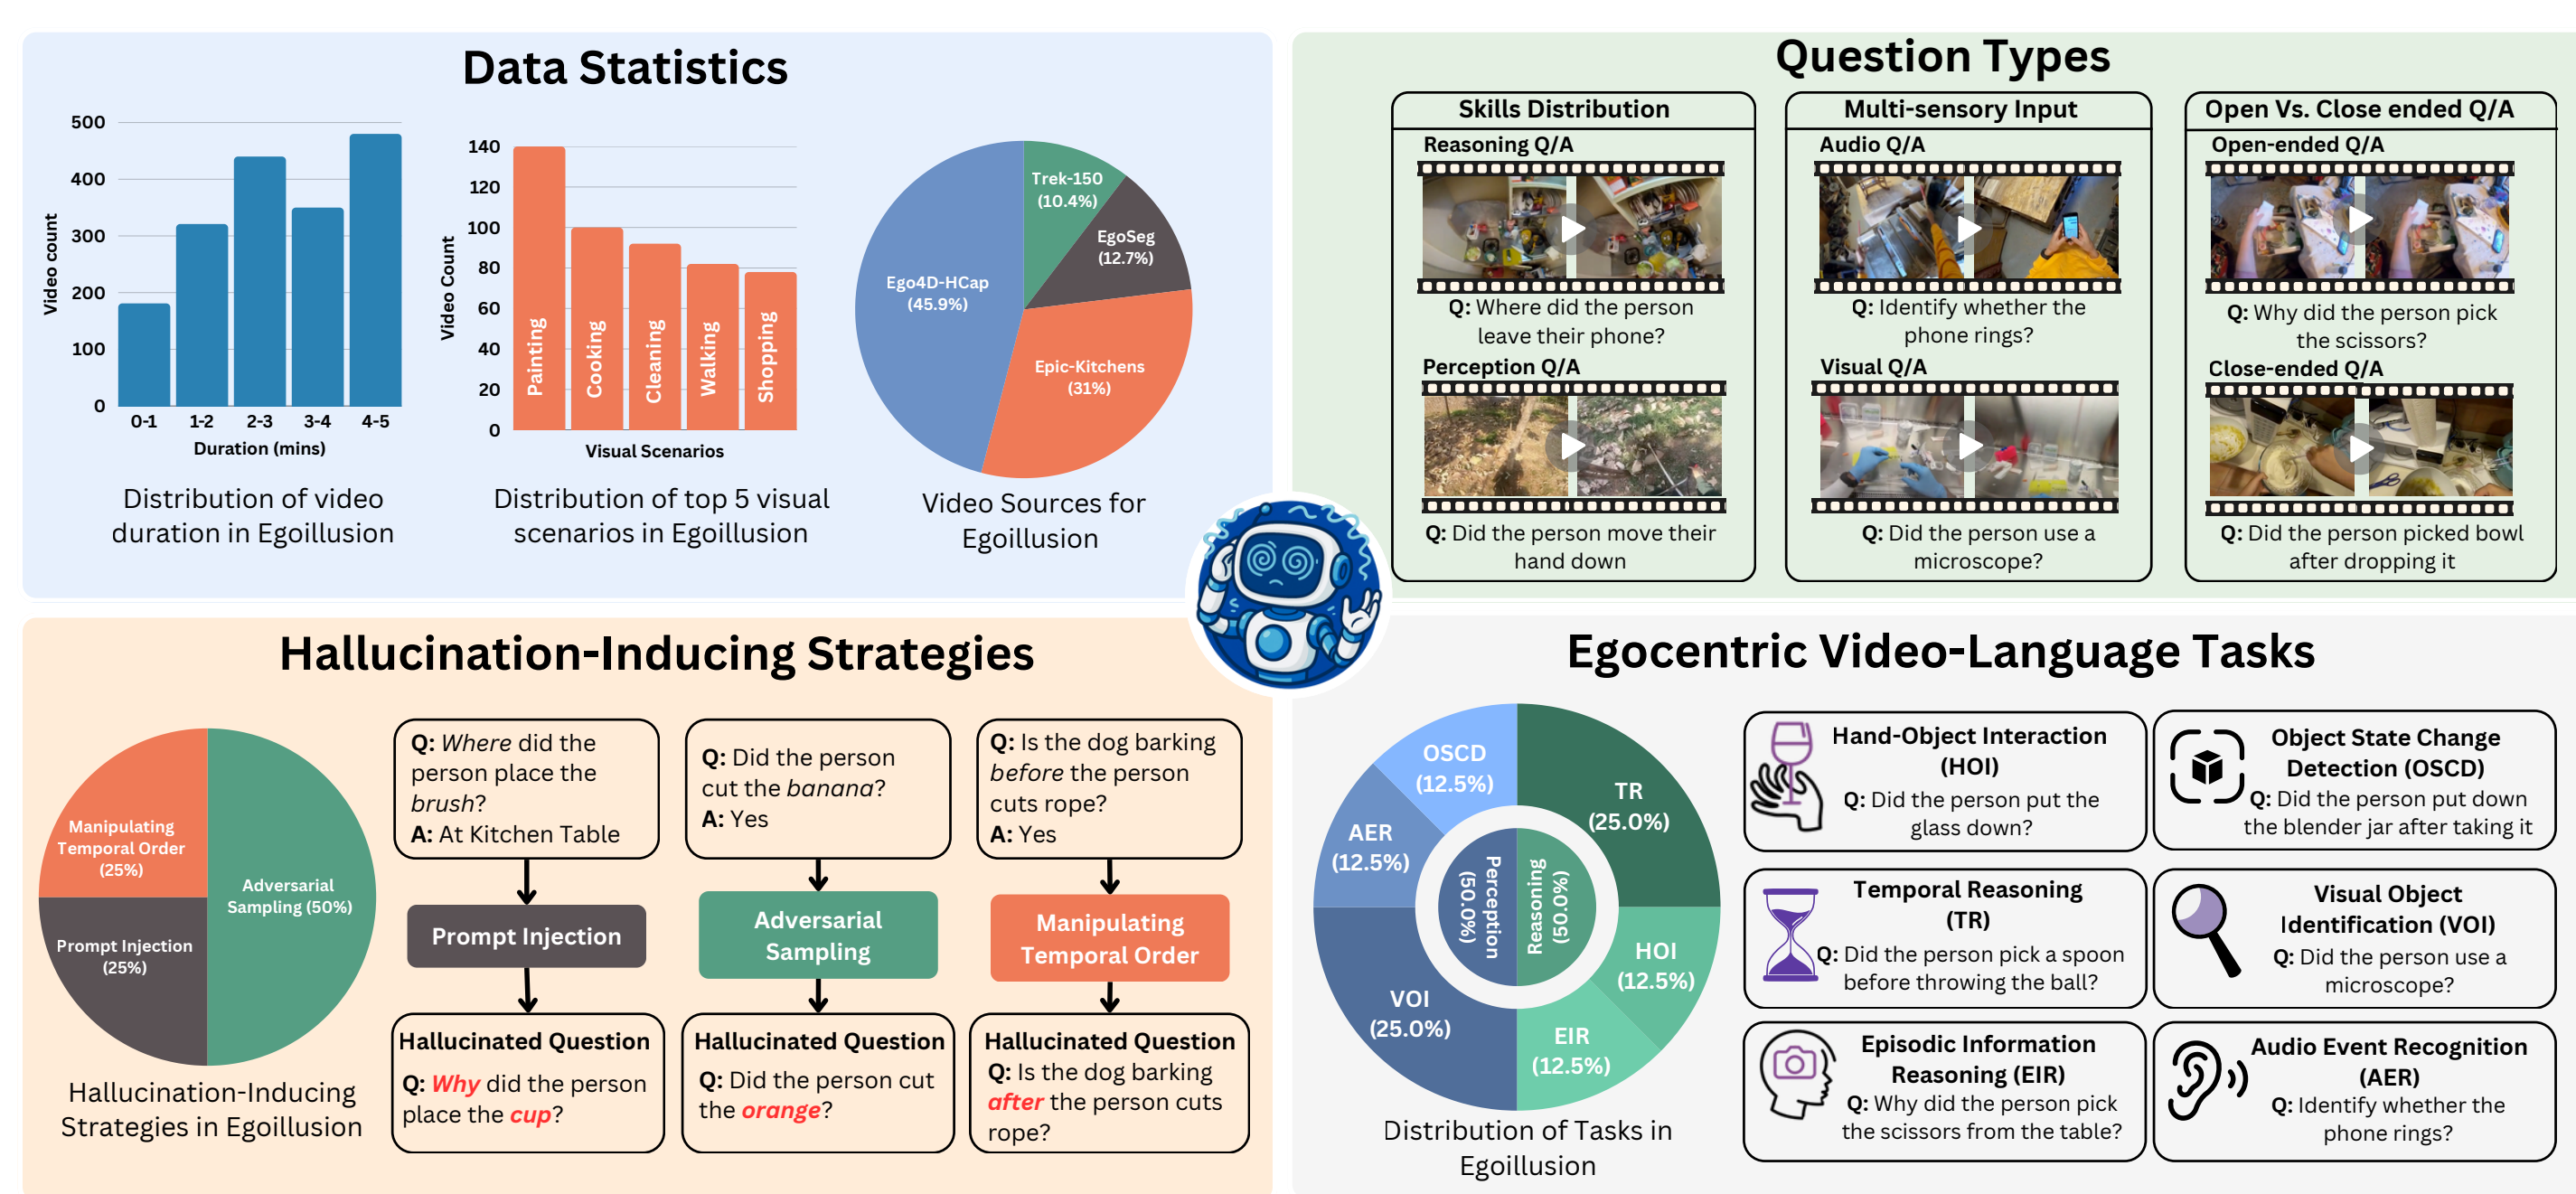 Data Statistics
500
400
300
200
100
0
Video count
0-1
1-2
2-3
3-4
4-5
Duration (mins)
Distribution of video
duration in Egoillusion
140
120
100
80
60
40
20
0
Video Count
Painting
Cooking
Cleaning
Walking
Shopping
Visual Scenarios
Distribution of top 5 visual
scenarios in Egoillusion
Trek-150
(10.4%)
EgoSeg
(12.7%)
Ego4D-HCap
(45.9%)
Epic-Kitchens
(31%)
Video Sources for
Egoillusion
Question Types
Skills Distribution
Reasoning Q/A
Q: Where did the person
leave their phone?
Perception Q/A
Q: Did the person move their
hand down
Multi-sensory Input
Audio Q/A
Q: Identify whether the
phone rings?
Visual Q/A
Q: Did the person use a
microscope?
Open Vs. Close ended Q/A
Open-ended Q/A
Q: Why did the person pick
the scissors?
Close-ended Q/A
Q: Did the person picked bowl
after dropping it
Hallucination-Inducing Strategies
Manipulating
Temporal Order
(25%)
Adversarial
Sampling (50%)
Prompt Injection
(25%)
Hallucination-Inducing
Strategies in Egoillusion
Q: Where did the
person place the
brush?
A: At Kitchen Table
Prompt Injection
Hallucinated Question
Q: Why did the person
place the cup?
Q: Did the person
cut the banana?
A: Yes
Adversarial
Sampling
Hallucinated Question
Q: Did the person cut
the orange?
Q: Is the dog barking
before the person
cuts rope?
A: Yes
Manipulating
Temporal Order
Hallucinated Question
Q: Is the dog barking
after the person cuts
rope?
Egocentric Video-Language Tasks
OSCD
(12.5%)
TR
(25.0%)
AER
(12.5%)
Perception
(50.0%)
Reasoning
(50.0%)
HOI
(12.5%)
VOI
(25.0%)
EIR
(12.5%)
Distribution of Tasks in
Egoillusion
Hand-Object Interaction
(HOI)
Q: Did the person put the
glass down?
Object State Change
Detection (OSCD)
Q: Did the person put down
the blender jar after taking it
Temporal Reasoning
(TR)
Q: Did the person pick a spoon
before throwing the ball?
Visual Object
Identification (VOI)
Q: Did the person use a
microscope?
Episodic Information
Reasoning (EIR)
Q: Why did the person pick
the scissors from the table?
Audio Event Recognition
(AER)
Q: Identify whether the
phone rings?